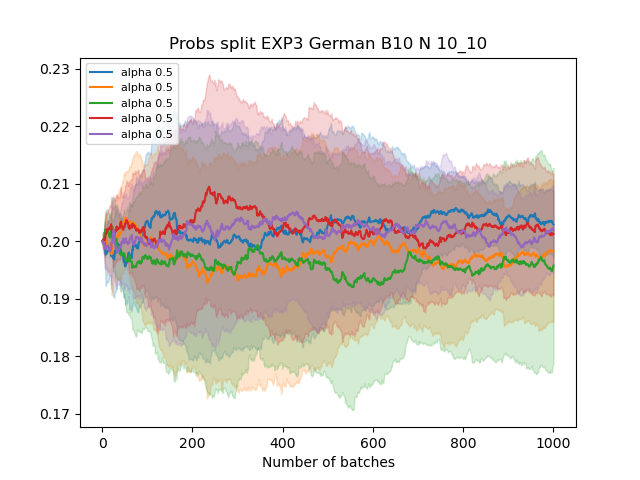 Probs split EXP3 German B10 N 10_10
0.23
0.22
0.21
0.20
0.19
0.18
0.17
alpha 0.5
alpha 0.5
alpha 0.5
alpha 0.5
alpha 0.5
0 200 400 600 800 1000
Number of batches